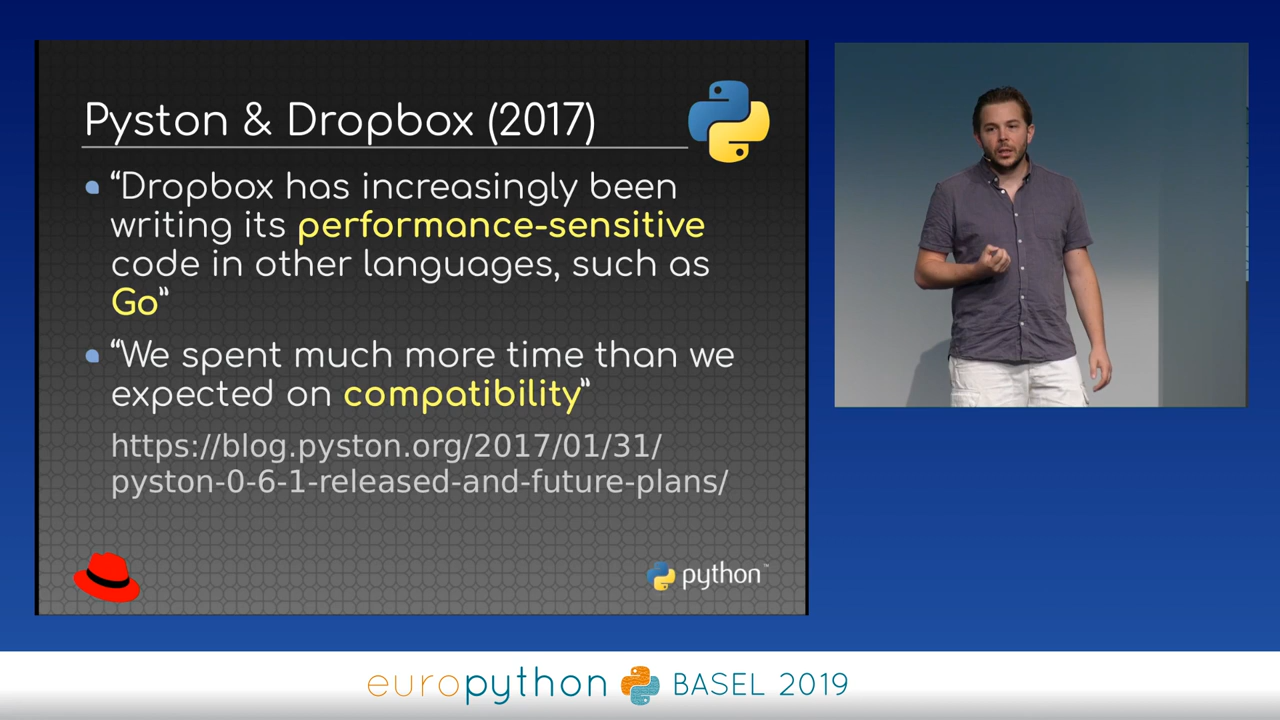 Pyston & Dropbox (2017)
“Dropbox has increasingly been
writing its performance-sensitive
code in other languages, such as
Go”
“We spent much more time than we
expected on compatibility”
https://blog.pyston.org/2017/01/31/
pyston-0-6-1-released-and-future-plans/
python™
europython BASEL 2019